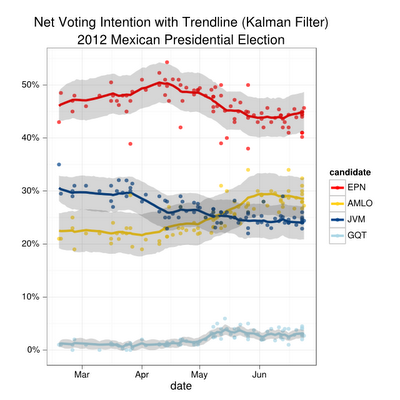 Net Voting Intention with Trendline (Kalman Filter)
2012 Mexican Presidential Election
50%
40%
30%
20%
10%
0%
Mar Apr May Jun
date
candidate
EPN
AMLO
JVM
GQT